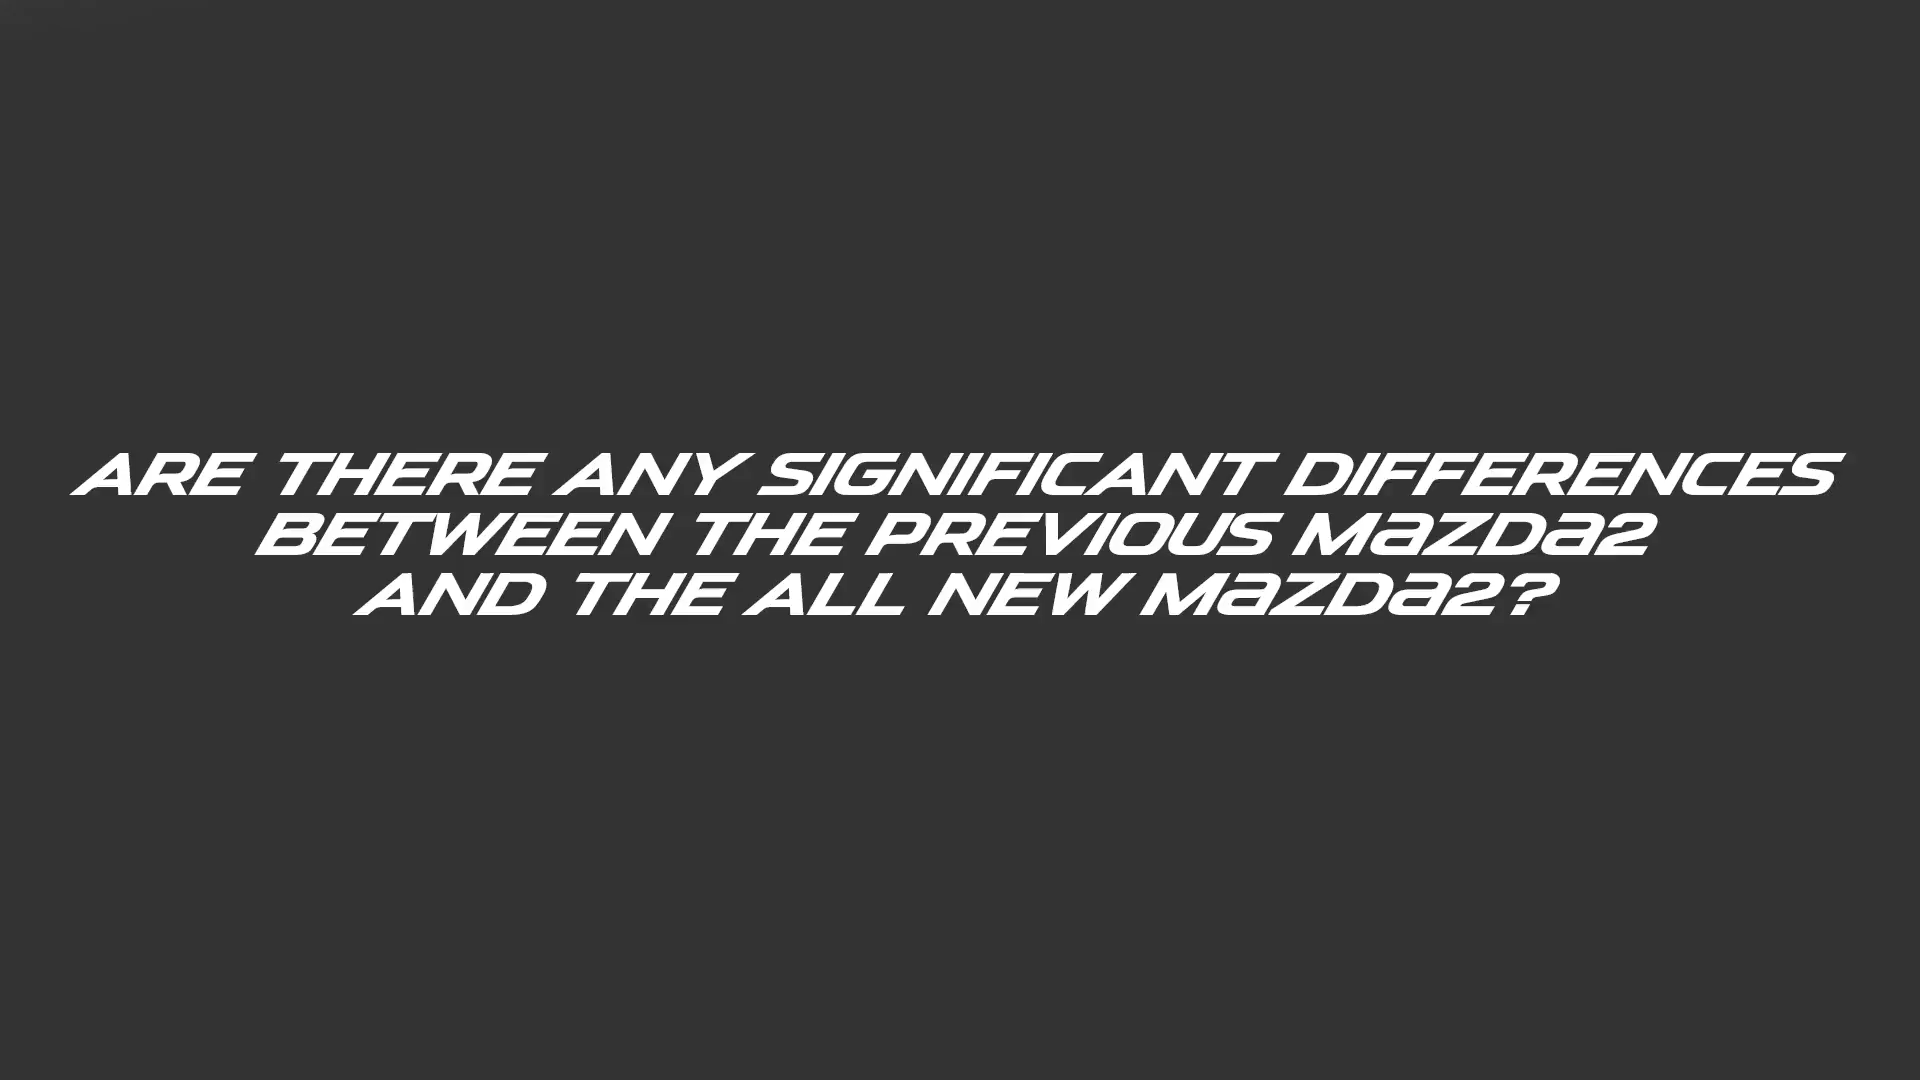 ARE THERE ANY SIGNIFICANT DIFFERENCES
BETWEEN THE PREVIOUS MaZDa2
AND THE ALL NEW MaZDa2?